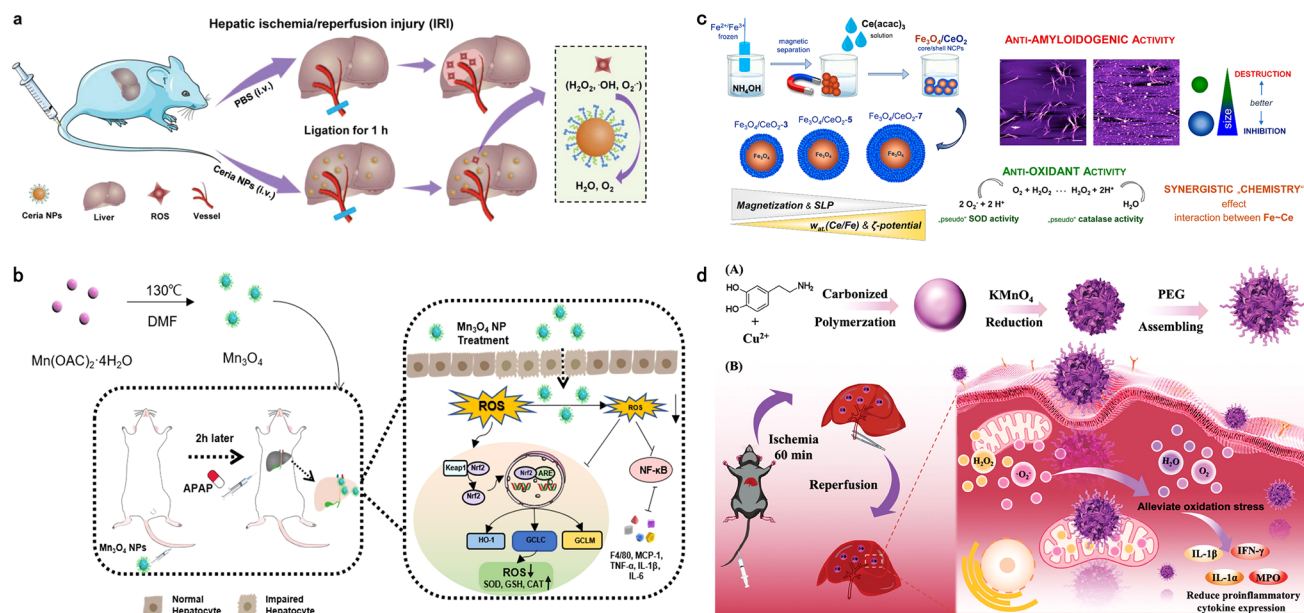 a
Hepatic ischemia/reperfusion injury (IRI)
PBS (i.v.)
Ligation for 1 h
Ceria NPs (i.v.)
(H₂O₂, ·OH, O₂·⁻)
H₂O, O₂
Ceria NPs
Liver
ROS
Vessel
b
130℃
DMF
Mn(OAC)₂·4H₂O
Mn₃O₄
2h later
APAP
Mn₃O₄ NPs
Mn₃O₄ NP
Treatment
ROS
ROS
Keap1
Nrf2
Nrf2
Nrf2
ARE
NF-κB
HO-1
GCLC
GCLM
ROS
SOD, GSH, CAT
F4/80, MCP-1,
TNF-α, IL-1β,
IL-6
Normal
Hepatocyte
Impaired
Hepatocyte
c
Fe²⁺/Fe³⁺
frozen
NH₄OH
magnetic
separation
Ce(acac)₃
solution
Fe₃O₄/CeO₂
core/shell NCPs
Fe₃O₄/CeO₂-3
Fe₃O₄/CeO₂-5
Fe₃O₄/CeO₂-7
Fe₃O₄
Fe₃O₄
Fe₃O₄
Magnetization & SLP
wat.(Ce/Fe) & ζ-potential
ANTI-AMYLOIDOGENIC ACTIVITY
DESTRUCTION
better
INHIBITION
size
ANTI-OXIDANT ACTIVITY
O₂ + H₂O₂ ··· H₂O₂ + 2H⁺
2 O₂⁻ + 2 H⁺
H₂O
„pseudo“ SOD activity
„pseudo“ catalase activity
SYNERGISTIC „CHEMISTRY“
effect
interaction between Fe~Ce
d
(A)
HO
HO
NH₂
+
Cu²⁺
Carbonized
Polymerzation
KMnO₄
Reduction
PEG
Assembling
(B)
Ischemia
60 min
Reperfusion
H₂O₂
·O₂⁻
H₂O
O₂
Alleviate oxidation stress
IL-1β
IFN-γ
IL-1α
MPO
Reduce proinflammatory
cytokine expression